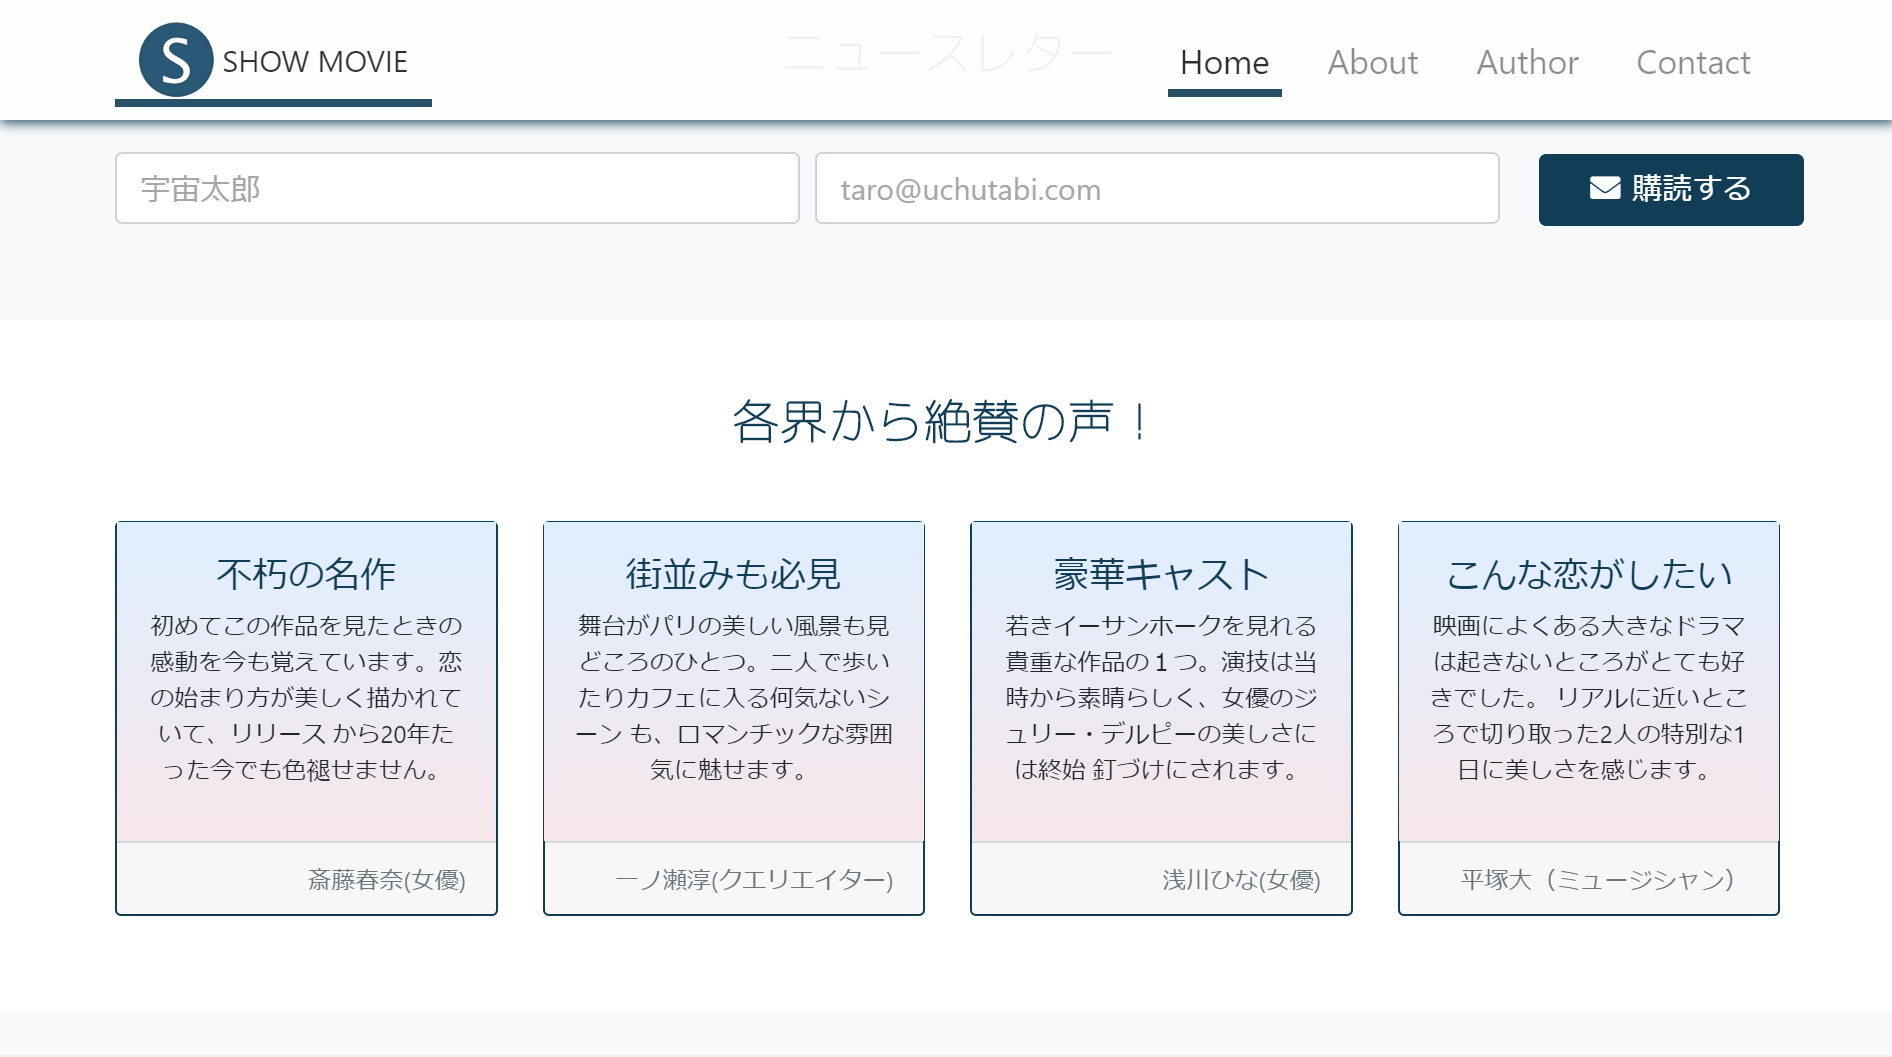 S SHOW MOVIE
ニュースレター
Home About Author Contact
宇宙太郎
taro@uchutabi.com
購読する
各界から絶賛の声！
不朽の名作
初めてこの作品を見たときの
感動を今も覚えています。恋
の始まり方が美しく描かれて
いて、リリース から20年た
った今でも色褪せません。
斎藤春奈(女優)
街並みも必見
舞台がパリの美しい風景も見
どころのひとつ。二人で歩い
たりカフェに入る何気ないシ
ーン も、ロマンチックな雰囲
気に魅せます。
一ノ瀬淳(クエリエイター)
豪華キャスト
若きイーサンホークを見れる
貴重な作品の１つ。演技は当
時から素晴らしく、女優のジ
ュリー・デルピーの美しさに
は終始 釘づけにされます。
浅川ひな(女優)
こんな恋がしたい
映画によくある大きなドラマ
は起きないところがとても好
きでした。 リアルに近いとこ
ろで切り取った2人の特別な1
日に美しさを感じます。
平塚大（ミュージシャン）